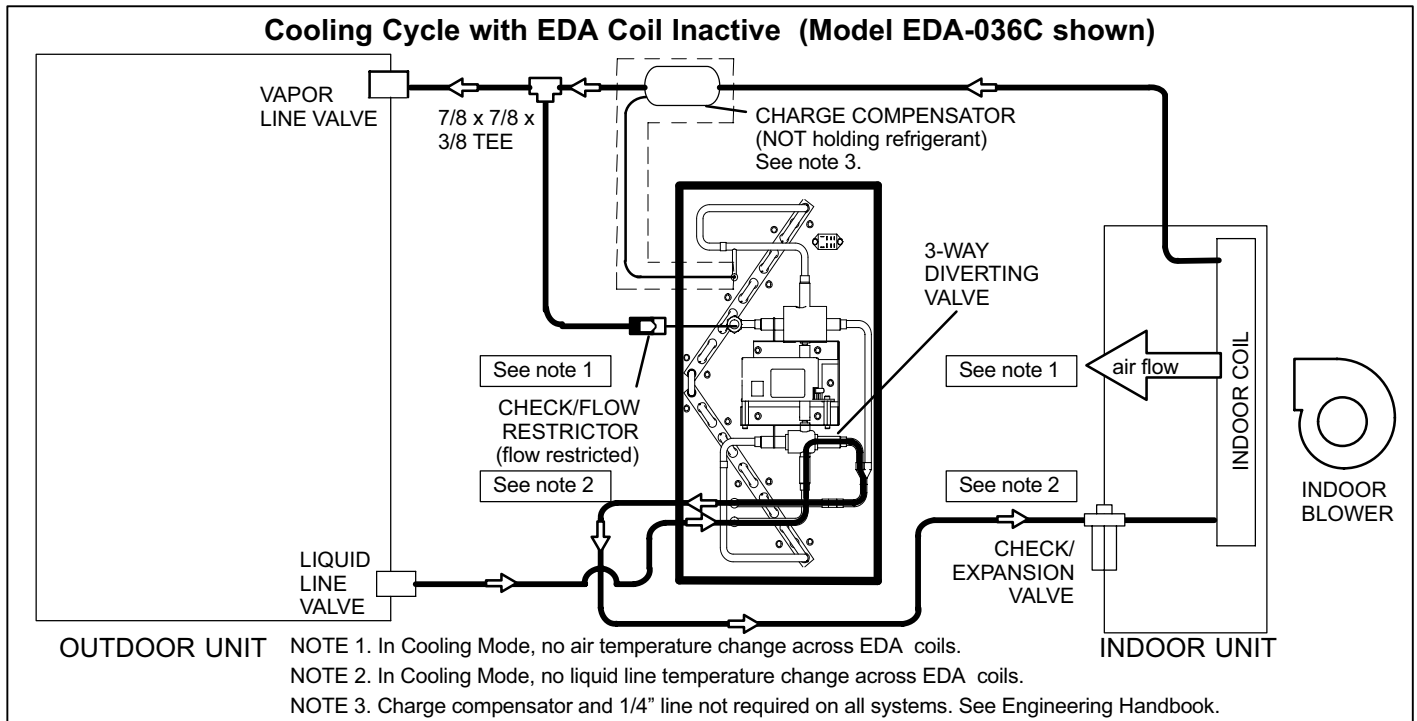 Cooling Cycle with EDA Coil Inactive (Model EDA-036C shown)
VAPOR
LINE VALVE
7/8 x 7/8 x
3/8 TEE
CHARGE COMPENSATOR
(NOT holding refrigerant)
See note 3.
3-WAY
DIVERTING
VALVE
See note 1
CHECK/FLOW
RESTRICTOR
(flow restricted)
See note 2
See note 1
air flow
INDOOR COIL
See note 2
INDOOR
BLOWER
CHECK/
EXPANSION
VALVE
LIQUID
LINE
VALVE
OUTDOOR UNIT
INDOOR UNIT
NOTE 1. In Cooling Mode, no air temperature change across EDA coils.
NOTE 2. In Cooling Mode, no liquid line temperature change across EDA coils.
NOTE 3. Charge compensator and 1/4” line not required on all systems. See Engineering Handbook.